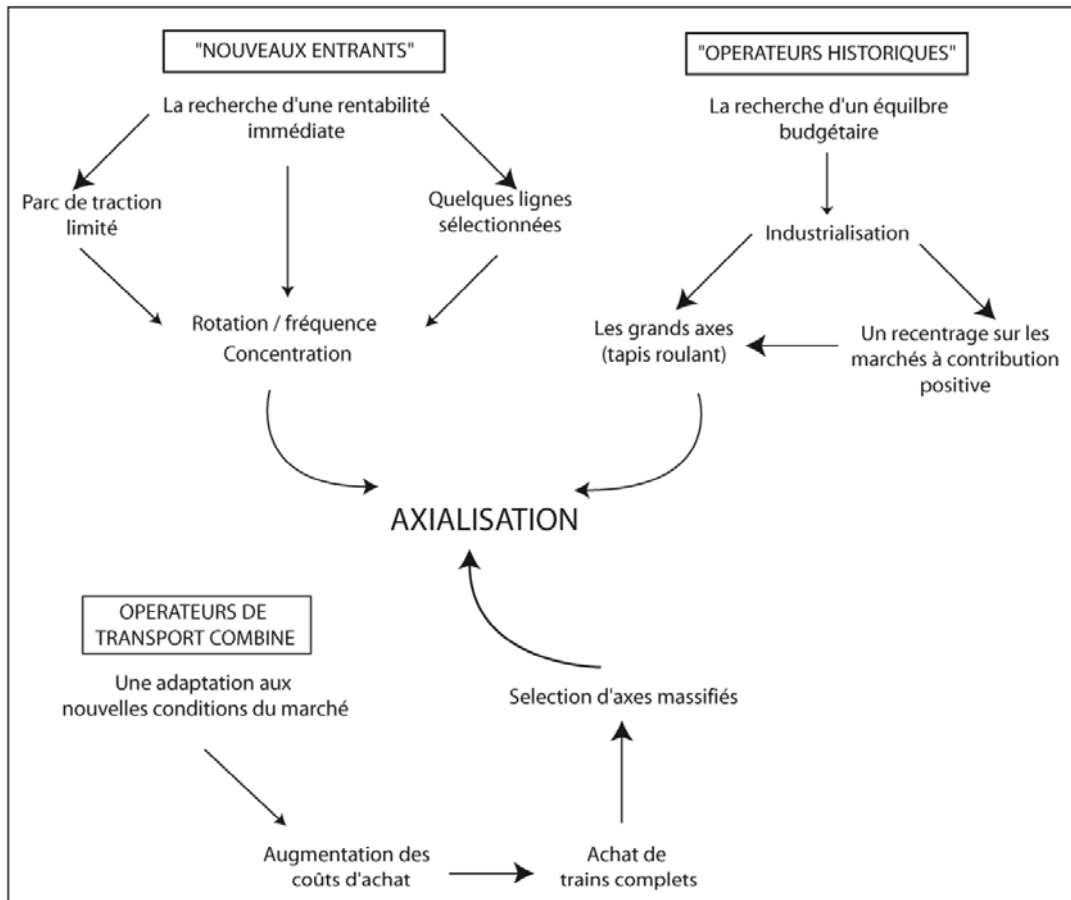 "NOUVEAUX ENTRANTS"
La recherche d'une rentabilité
immédiate
Parc de traction
limité
Quelques lignes
sélectionnées
Rotation / fréquence
Concentration
"OPERATEURS HISTORIQUES"
La recherche d'un équilbre
budgétaire
Industrialisation
Les grands axes
(tapis roulant)
Un recentrage sur les
marchés à contribution
positive
AXIALISATION
OPERATEURS DE
TRANSPORT COMBINE
Une adaptation aux
nouvelles conditions du marché
Augmentation des
coûts d'achat
Achat de
trains complets
Selection d'axes massifiés